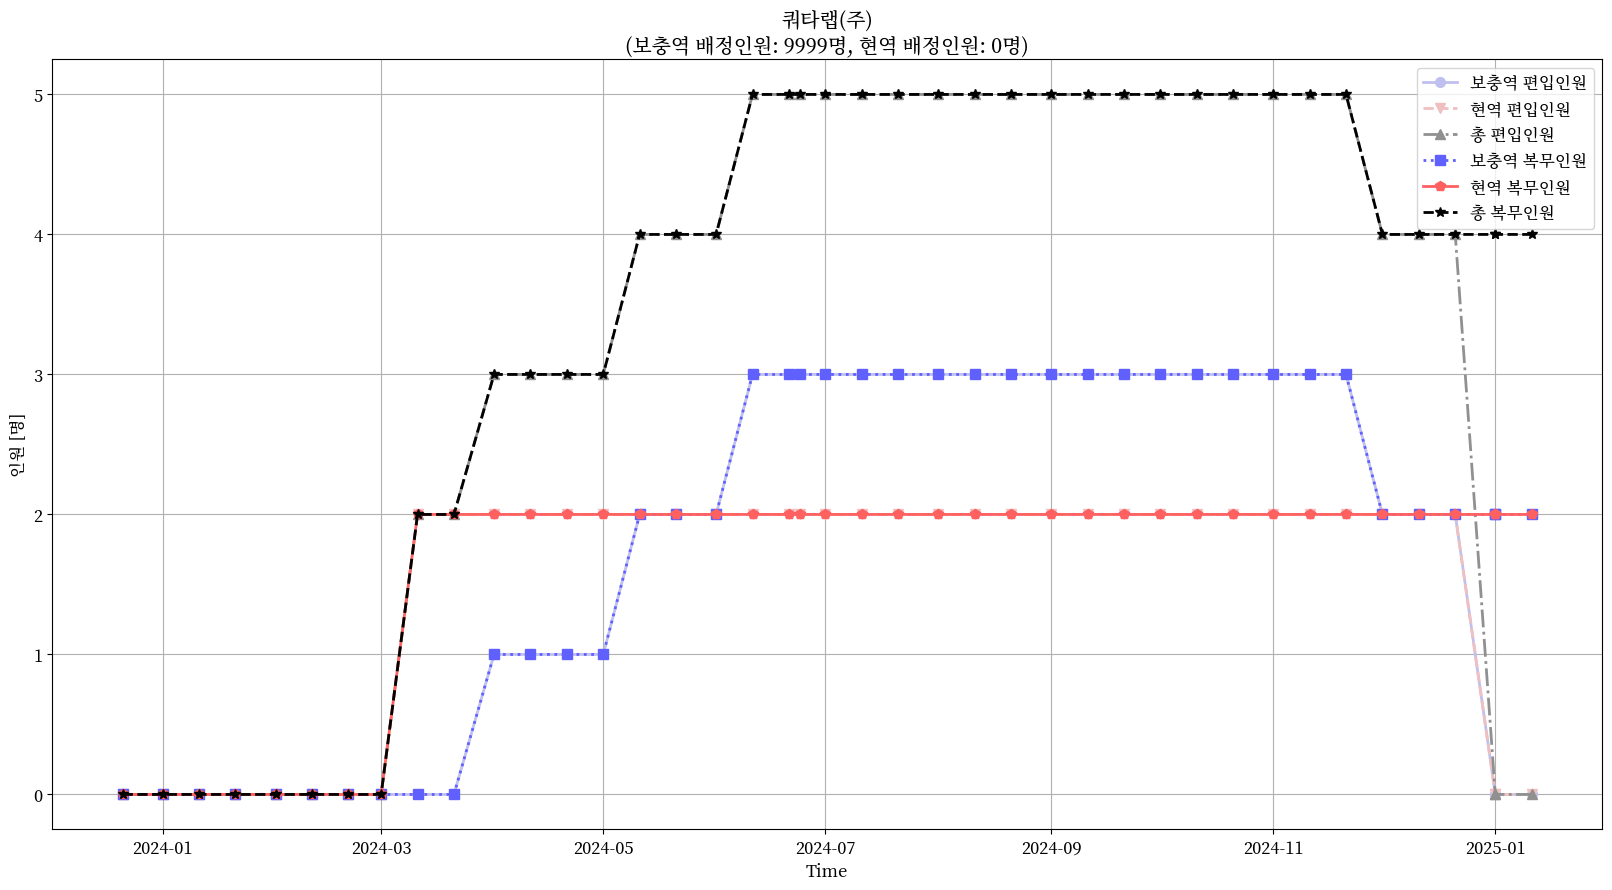 쿼타랩(주)
(보충역 배정인원: 9999명, 현역 배정인원: 0명)
보충역 편입인원
현역 편입인원
총 편입인원
보충역 복무인원
현역 복무인원
총 복무인원
인원 [명]
5
4
3
2
1
0
2024-01
2024-03
2024-05
2024-07
2024-09
2024-11
2025-01
Time